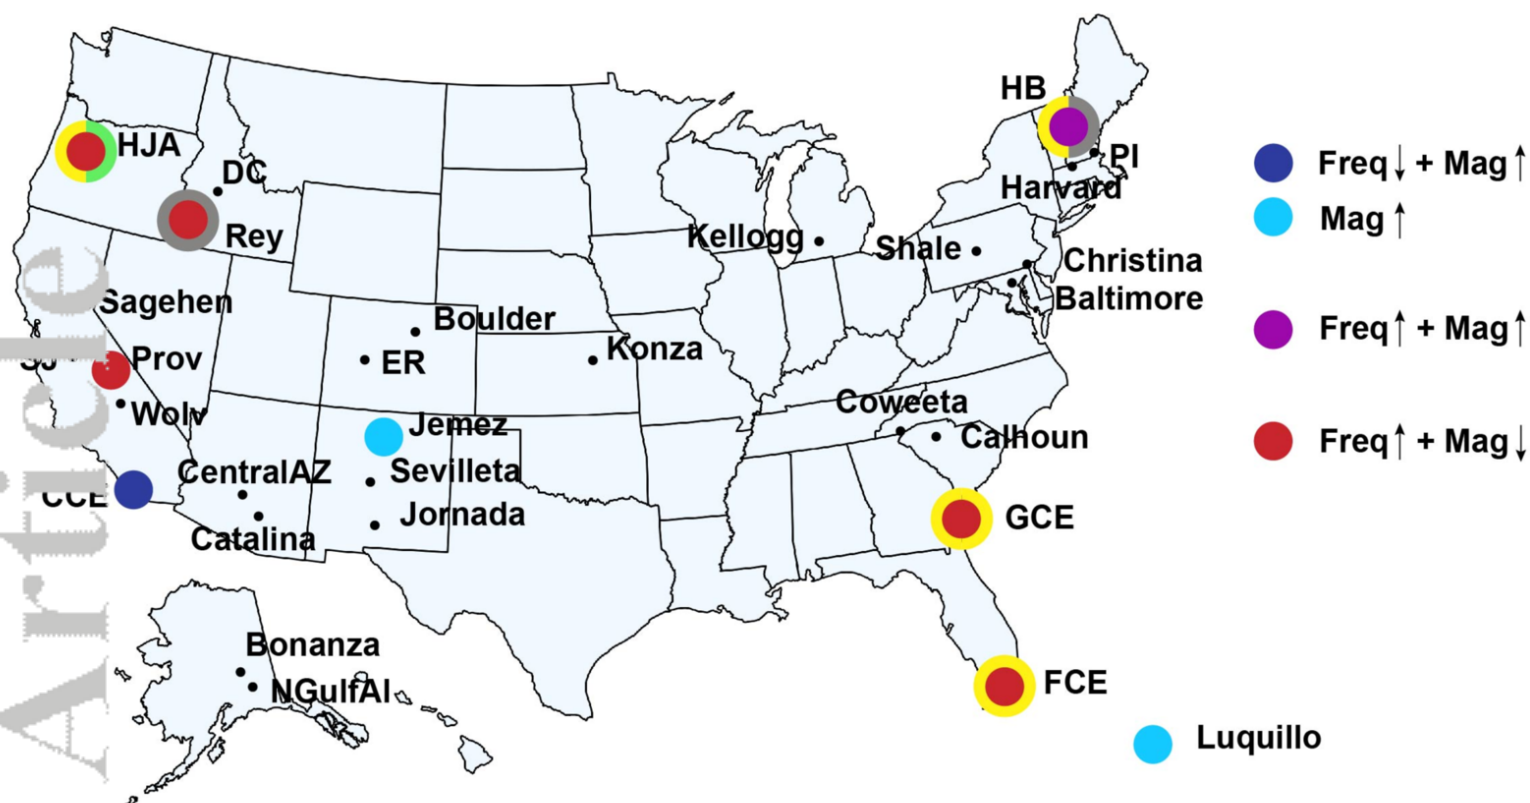 HB
HJA
PI
DC
Harvard
Rey
Kellogg
Shale
Christina
Baltimore
Sagehen
Boulder
Prov
ER
Konza
SJ
Wolv
Coweeta
Jemez
Calhoun
CentralAZ
Sevilleta
CCE
Jornada
Catalina
GCE
Bonanza
NGulfAl
FCE
Luquillo
Freq↓ + Mag↑
Mag↑
Freq↑ + Mag↑
Freq↑ + Mag↓
Article